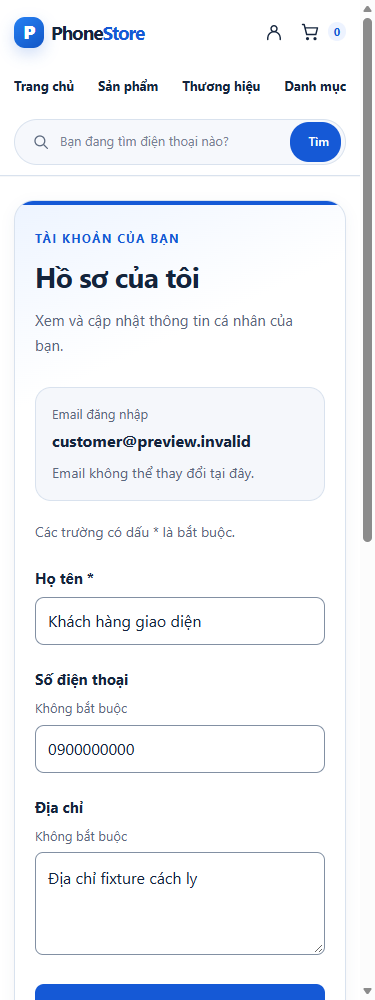 P PhoneStore 0
Trang chủ Sản phẩm Thương hiệu Danh mục
Bạn đang tìm điện thoại nào? Tìm
TÀI KHOẢN CỦA BẠN
Hồ sơ của tôi
Xem và cập nhật thông tin cá nhân của
bạn.
Email đăng nhập
customer@preview.invalid
Email không thể thay đổi tại đây.
Các trường có dấu * là bắt buộc.
Họ tên *
Khách hàng giao diện
Số điện thoại
Không bắt buộc
0900000000
Địa chỉ
Không bắt buộc
Địa chỉ fixture cách ly